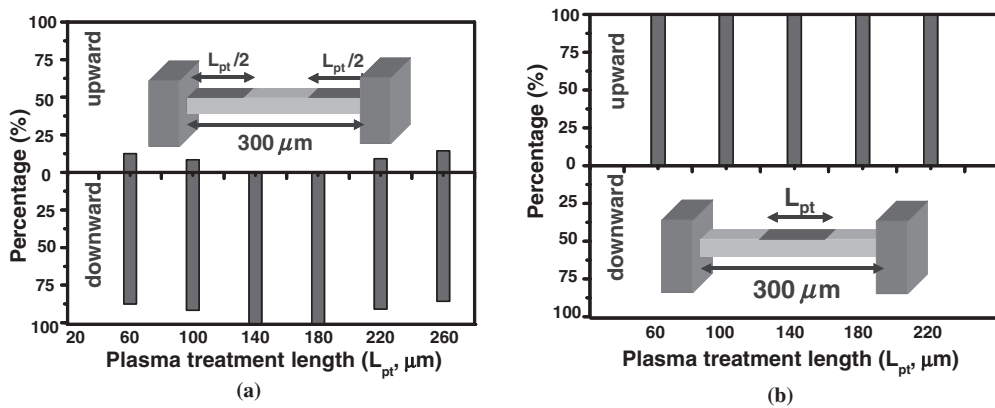 100
75
50
25
0
25
50
75
100
Percentage (%)
upward
downward
L_pt/2
L_pt/2
300 μm
20 60 100 140 180 220 260
Plasma treatment length (L_pt, μm)
(a)
100
75
50
25
0
25
50
75
100
Percentage (%)
upward
downward
L_pt
300 μm
60 100 140 180 220
Plasma treatment length (L_pt, μm)
(b)